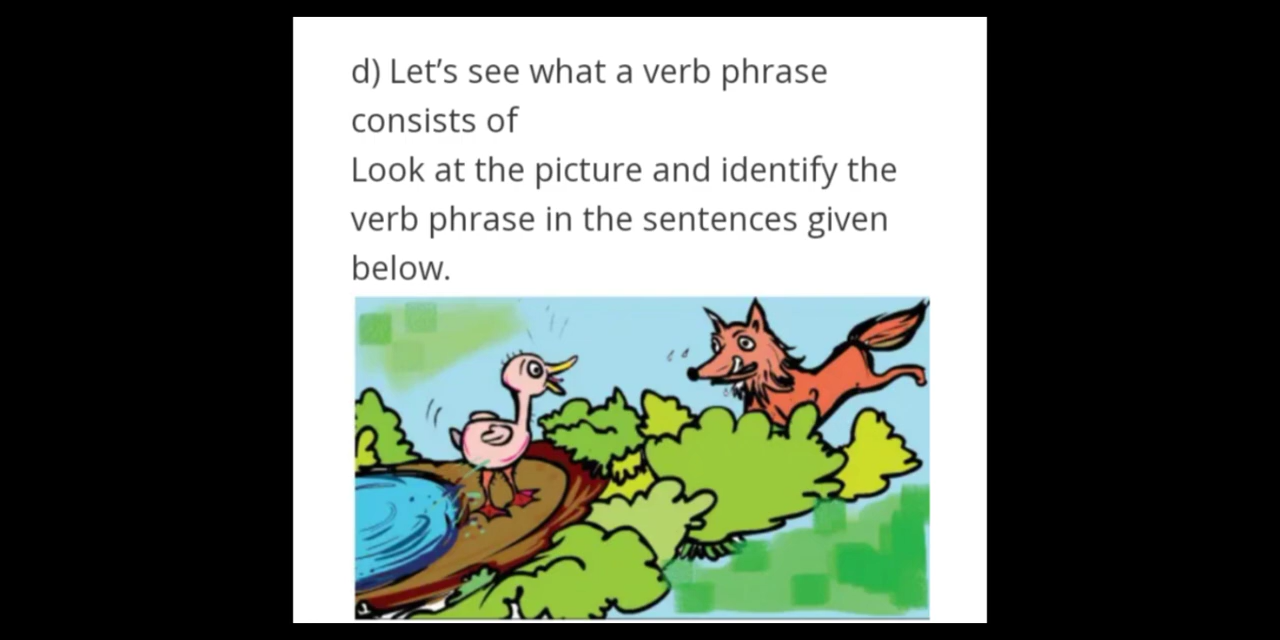 d) Let’s see what a verb phrase
consists of
Look at the picture and identify the
verb phrase in the sentences given
below.